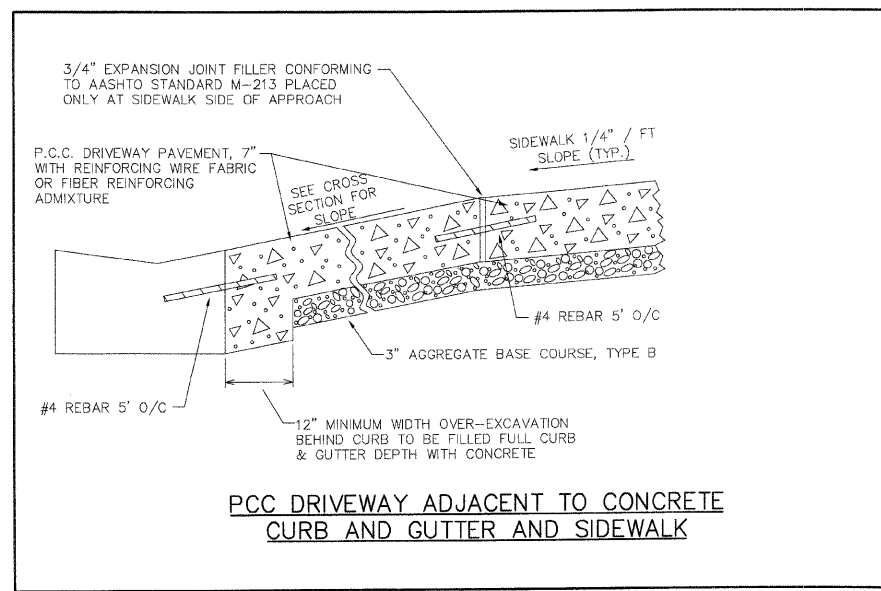 3/4" EXPANSION JOINT FILLER CONFORMING
TO AASHTO STANDARD M-213 PLACED
ONLY AT SIDEWALK SIDE OF APPROACH
SIDEWALK 1/4" / FT
SLOPE (TYP.)
P.C.C. DRIVEWAY PAVEMENT, 7"
WITH REINFORCING WIRE FABRIC
OR FIBER REINFORCING
ADMIXTURE
SEE CROSS
SECTION FOR
SLOPE
#4 REBAR 5' O/C
3" AGGREGATE BASE COURSE, TYPE B
#4 REBAR 5' O/C
12" MINIMUM WIDTH OVER-EXCAVATION
BEHIND CURB TO BE FILLED FULL CURB
& GUTTER DEPTH WITH CONCRETE
PCC DRIVEWAY ADJACENT TO CONCRETE
CURB AND GUTTER AND SIDEWALK